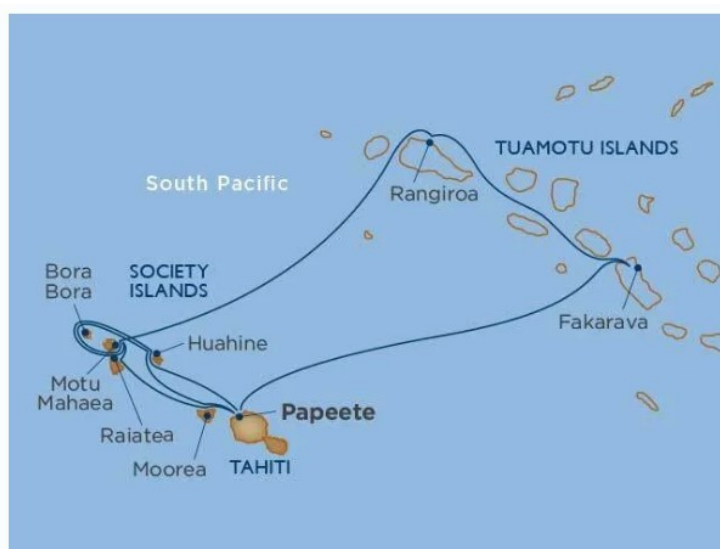 TUAMOTU ISLANDS
South Pacific
Rangiroa
Bora
Bora
SOCIETY
ISLANDS
Huahine
Fakarava
Motu
Mahaea
Raiatea
Papeete
Moorea
TAHITI